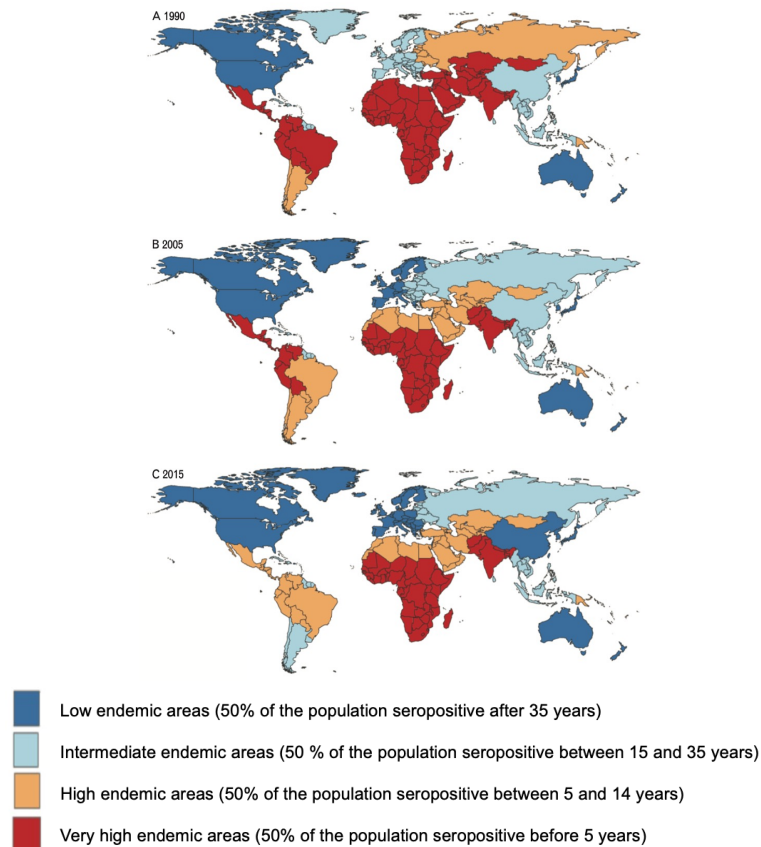 A 1990
B 2005
C 2015
Low endemic areas (50% of the population seropositive after 35 years)
Intermediate endemic areas (50 % of the population seropositive between 15 and 35 years)
High endemic areas (50% of the population seropositive between 5 and 14 years)
Very high endemic areas (50% of the population seropositive before 5 years)